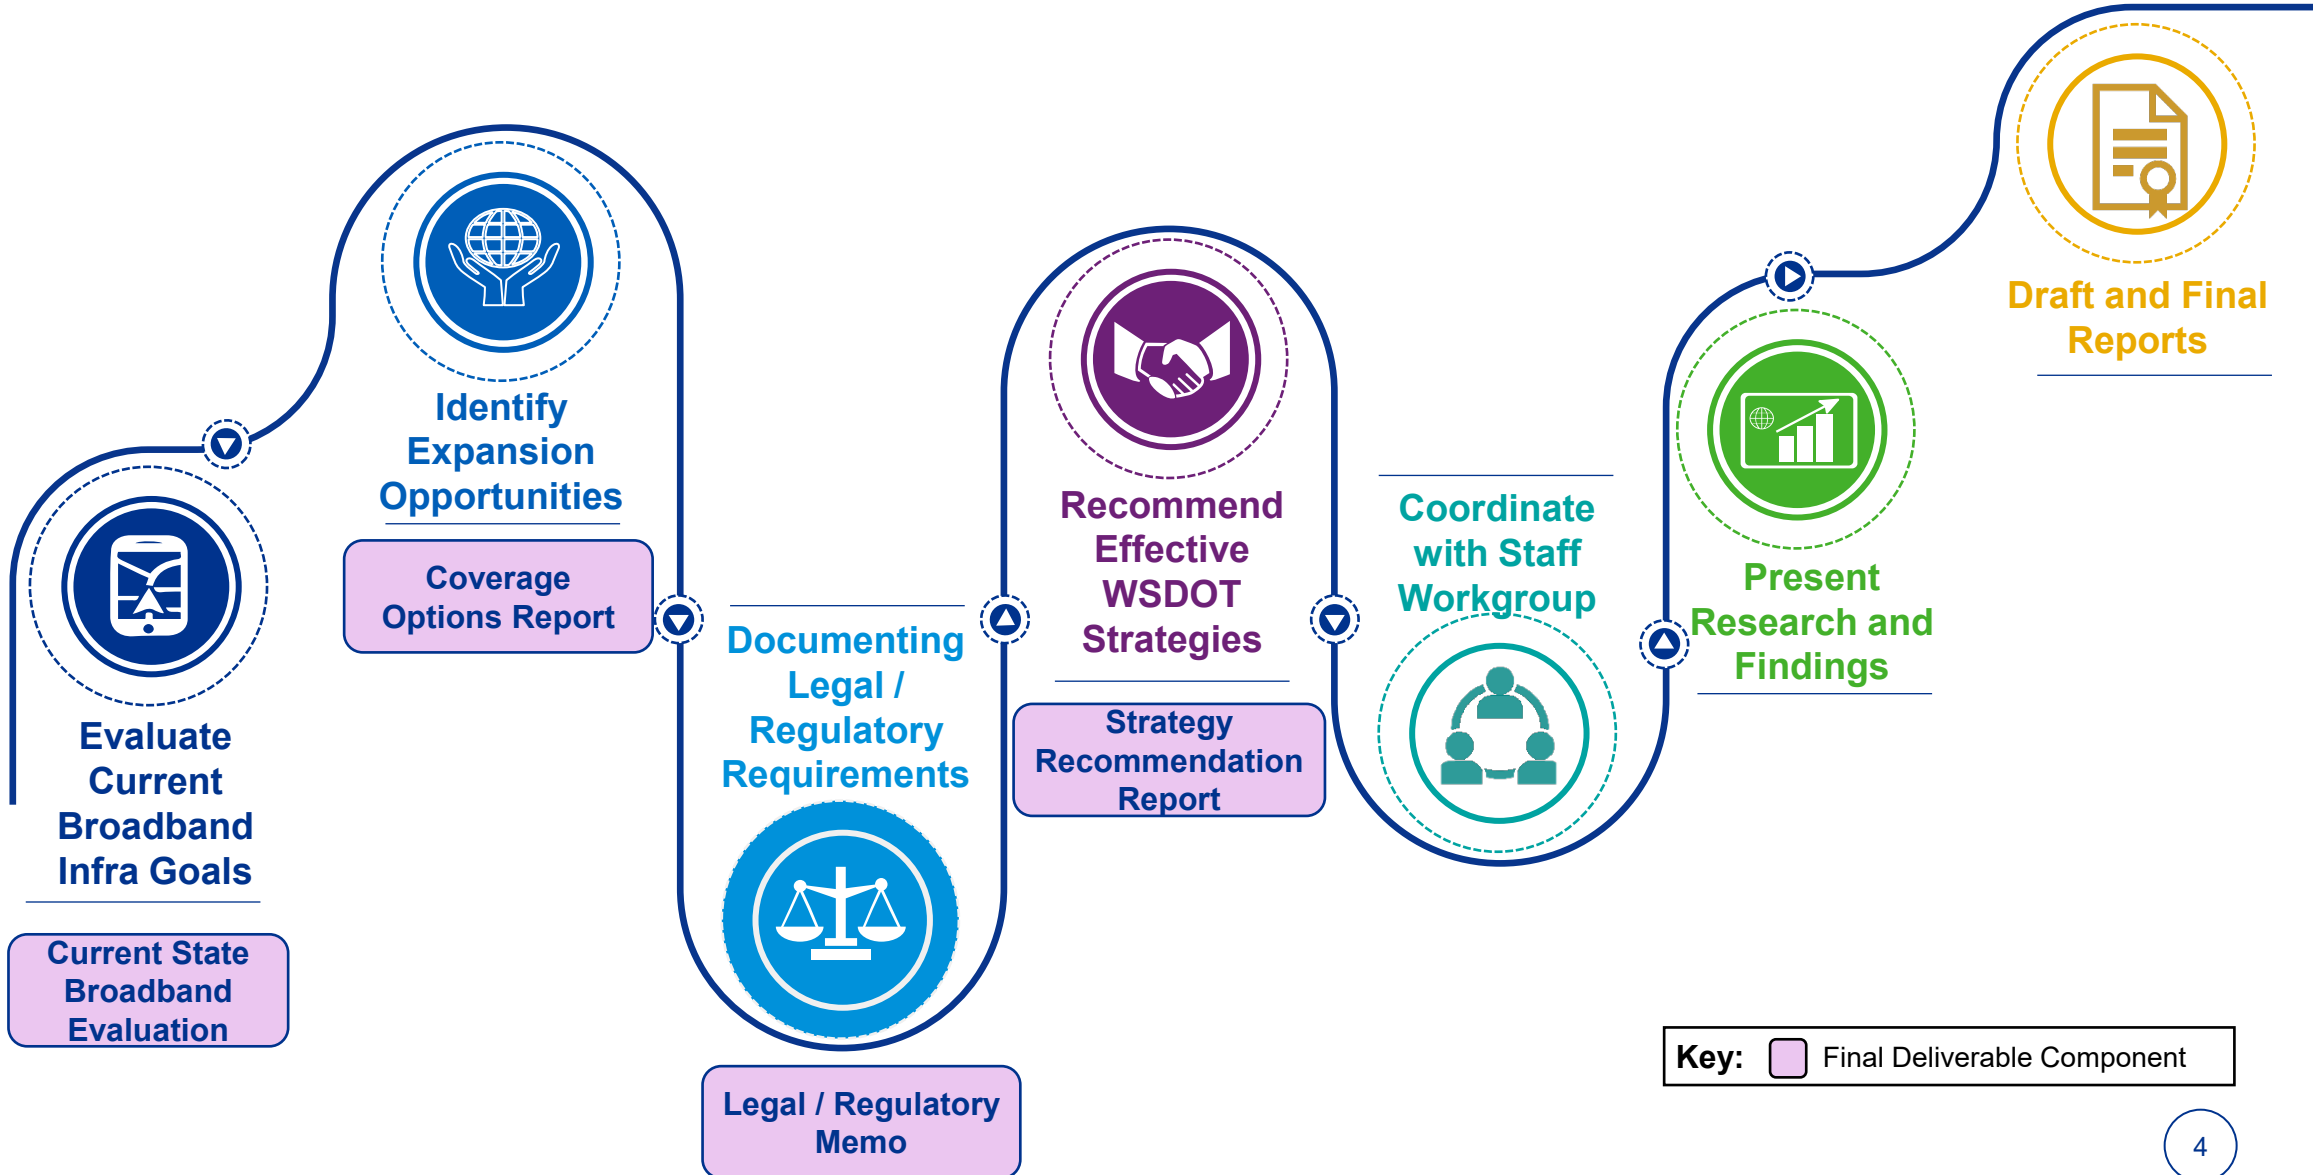 Evaluate
Current
Broadband
Infra Goals
Current State
Broadband
Evaluation
Identify
Expansion
Opportunities
Coverage
Options Report
Documenting
Legal /
Regulatory
Requirements
Legal / Regulatory
Memo
Recommend
Effective
WSDOT
Strategies
Strategy
Recommendation
Report
Coordinate
with Staff
Workgroup
Present
Research and
Findings
Draft and Final
Reports
Key: Final Deliverable Component
4